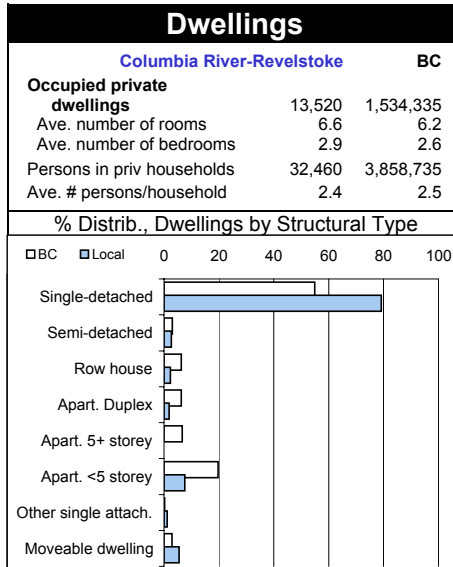 Dwellings
Columbia River-Revelstoke BC
Occupied private
dwellings 13,520 1,534,335
Ave. number of rooms 6.6 6.2
Ave. number of bedrooms 2.9 2.6
Persons in priv households 32,460 3,858,735
Ave. # persons/household 2.4 2.5
% Distrib., Dwellings by Structural Type
BC Local 0 20 40 60 80 100
Single-detached
Semi-detached
Row house
Apart. Duplex
Apart. 5+ storey
Apart. <5 storey
Other single attach.
Moveable dwelling